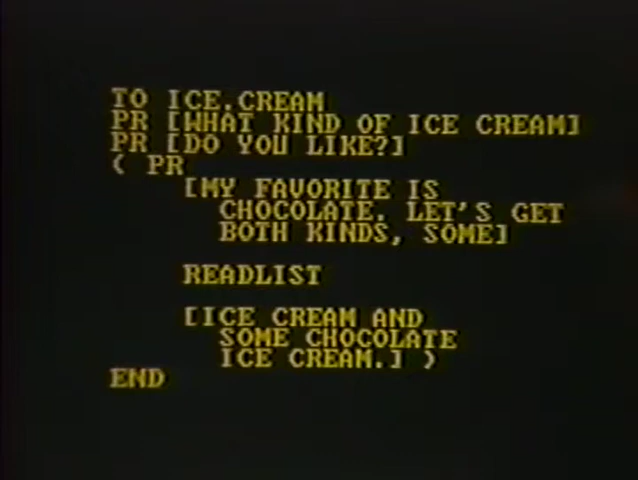 TO ICE.CREAM
PR [WHAT KIND OF ICE CREAM]
PR [DO YOU LIKE?]
( PR
[MY FAVORITE IS
CHOCOLATE. LET'S GET
BOTH KINDS, SOME]
READLIST
[ICE CREAM AND
SOME CHOCOLATE
ICE CREAM.] )
END